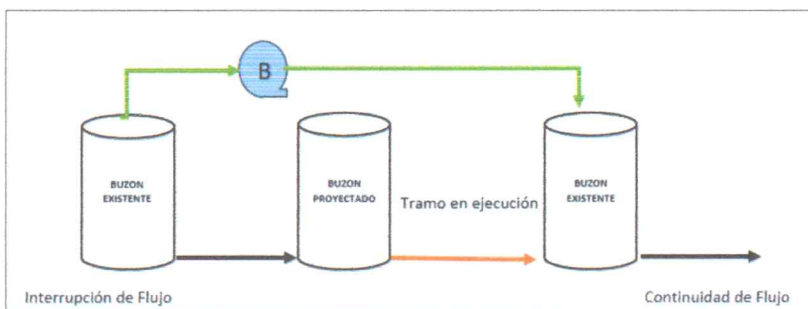 B
BUZON
EXISTENTE
BUZON
PROYECTADO
Tramo en ejecución
BUZON
EXISTENTE
Interrupción de Flujo
Continuidad de Flujo